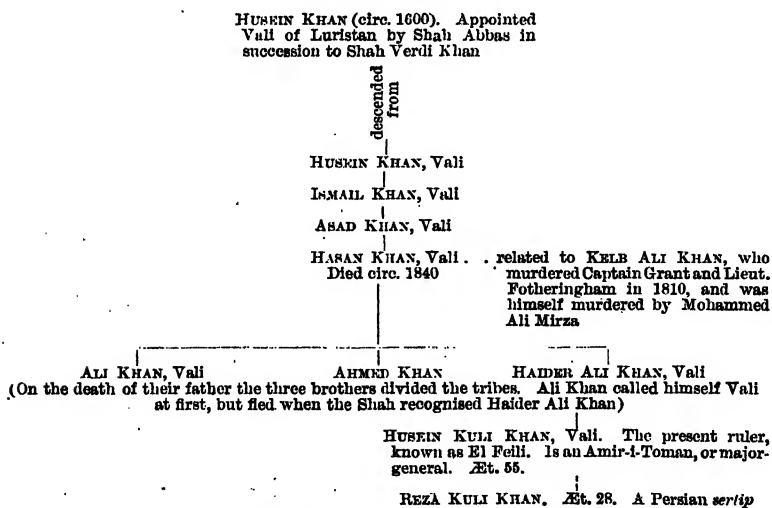 HUSEIN KHAN (circ. 1600). Appointed
Vali of Luristan by Shah Abbas in
succession to Shah Verdi Khan
descended
from
HUSEIN KHAN, Vali
ISMAIL KHAN, Vali
ASAD KHAN, Vali
HASAN KHAN, Vali . . related to KELB ALI KHAN, who
Died circ. 1840 murdered Captain Grant and Lieut.
Fotheringham in 1810, and was
himself murdered by Mohammed
Ali Mirza
ALI KHAN, Vali AHMED KHAN HAIDER ALI KHAN, Vali
(On the death of their father the three brothers divided the tribes. Ali Khan called himself Vali
at first, but fled when the Shah recognised Haider Ali Khan)
HUSEIN KULI KHAN, Vali. The present ruler,
known as El Feili. Is an Amir-i-Toman, or major-
general. Æt. 55.
REZA KULI KHAN. Æt. 28. A Persian sertip